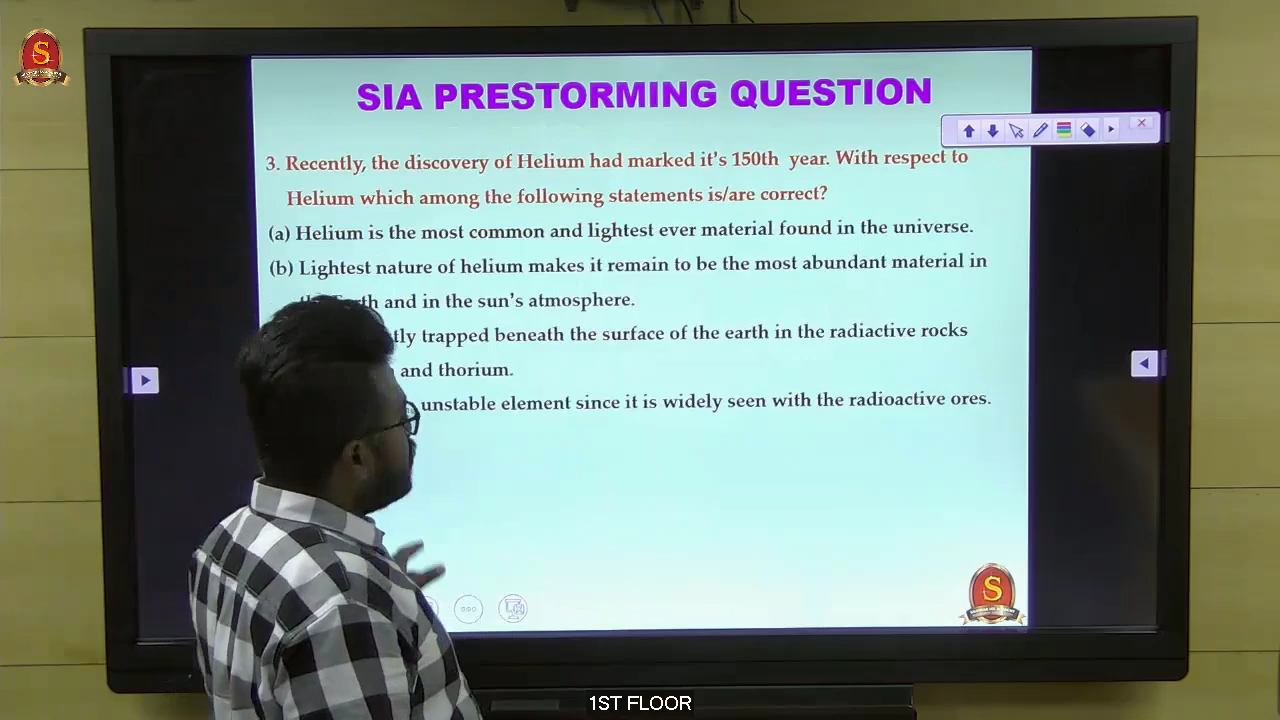 S
SIA PRESTORMING QUESTION
3. Recently, the discovery of Helium had marked it's 150th year. With respect to
Helium which among the following statements is/are correct?
(a) Helium is the most common and lightest ever material found in the universe.
(b) Lightest nature of helium makes it remain to be the most abundant material in
and in the sun's atmosphere.
trapped beneath the surface of the earth in the radiactive rocks
and thorium.
unstable element since it is widely seen with the radioactive ores.
S
1ST FLOOR